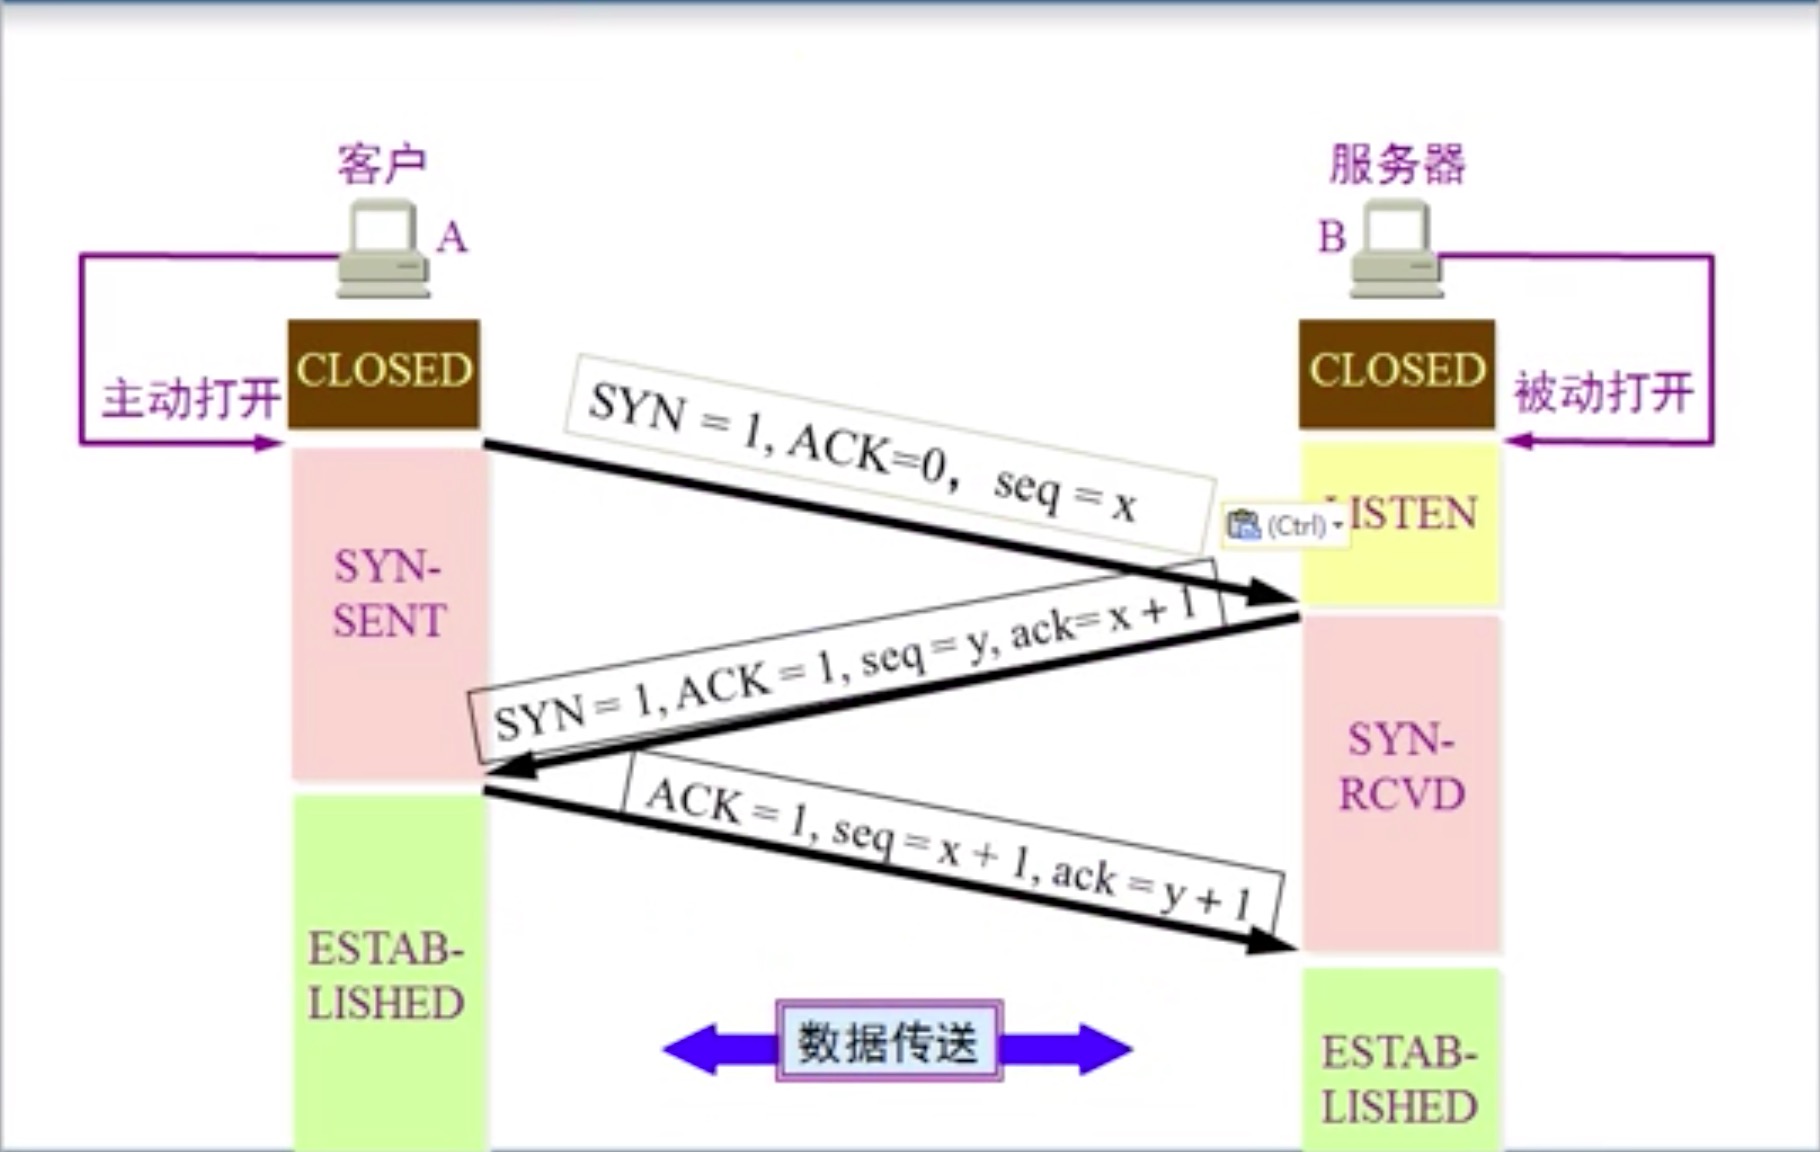 客户
服务器
A
B
CLOSED
CLOSED
主动打开
被动打开
SYN = 1, ACK=0，seq = x
(Ctrl)
LISTEN
SYN-
SENT
SYN = 1, ACK = 1, seq = y, ack= x + 1
SYN-
RCVD
ACK = 1, seq = x + 1, ack = y + 1
ESTAB-
LISHED
数据传送
ESTAB-
LISHED